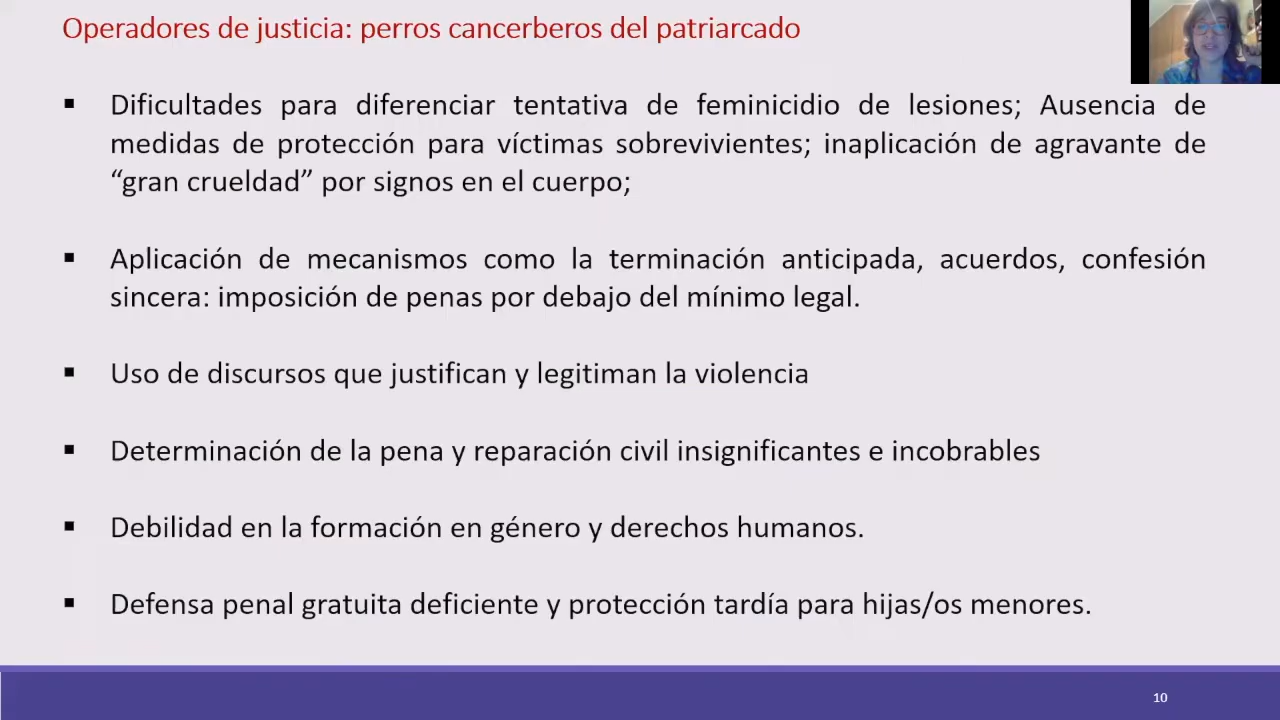 Operadores de justicia: perros cancerberos del patriarcado
▪ Dificultades para diferenciar tentativa de feminicidio de lesiones; Ausencia de
medidas de protección para víctimas sobrevivientes; inaplicación de agravante de
“gran crueldad” por signos en el cuerpo;
▪ Aplicación de mecanismos como la terminación anticipada, acuerdos, confesión
sincera: imposición de penas por debajo del mínimo legal.
▪ Uso de discursos que justifican y legitiman la violencia
▪ Determinación de la pena y reparación civil insignificantes e incobrables
▪ Debilidad en la formación en género y derechos humanos.
▪ Defensa penal gratuita deficiente y protección tardía para hijas/os menores.
10